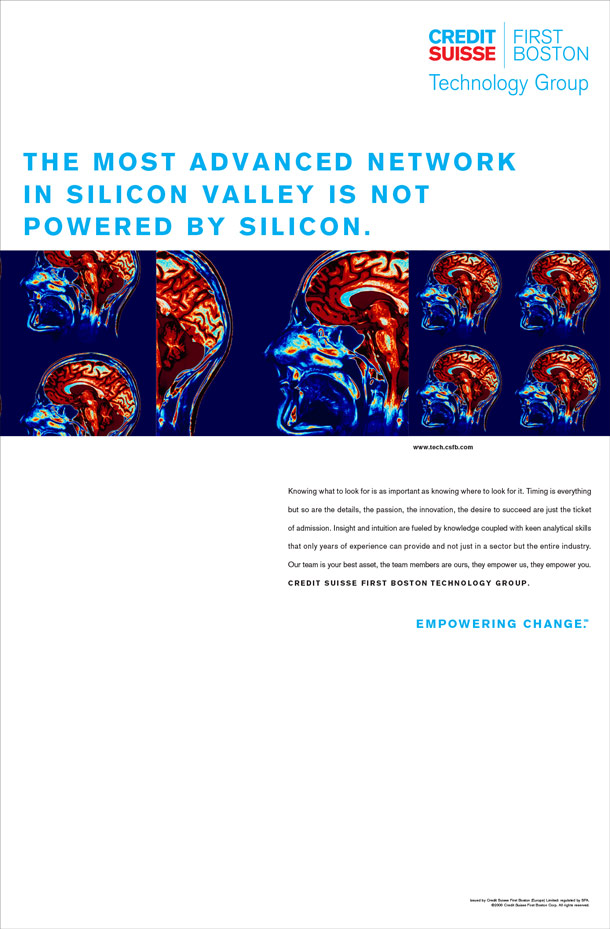 CREDIT SUISSE | FIRST BOSTON
Technology Group
THE MOST ADVANCED NETWORK
IN SILICON VALLEY IS NOT
POWERED BY SILICON.
www.tech.csfb.com
Knowing what to look for is as important as knowing where to look for it. Timing is everything
but so are the details, the passion, the innovation, the desire to succeed are just the ticket
of admission. Insight and intuition are fueled by knowledge coupled with keen analytical skills
that only years of experience can provide and not just in a sector but the entire industry.
Our team is your best asset, the team members are ours, they empower us, they empower you.
CREDIT SUISSE FIRST BOSTON TECHNOLOGY GROUP.
EMPOWERING CHANGE.™
Issued by Credit Suisse First Boston (Europe) Limited: regulated by SFA.
©2000 Credit Suisse First Boston Corp. All rights reserved.